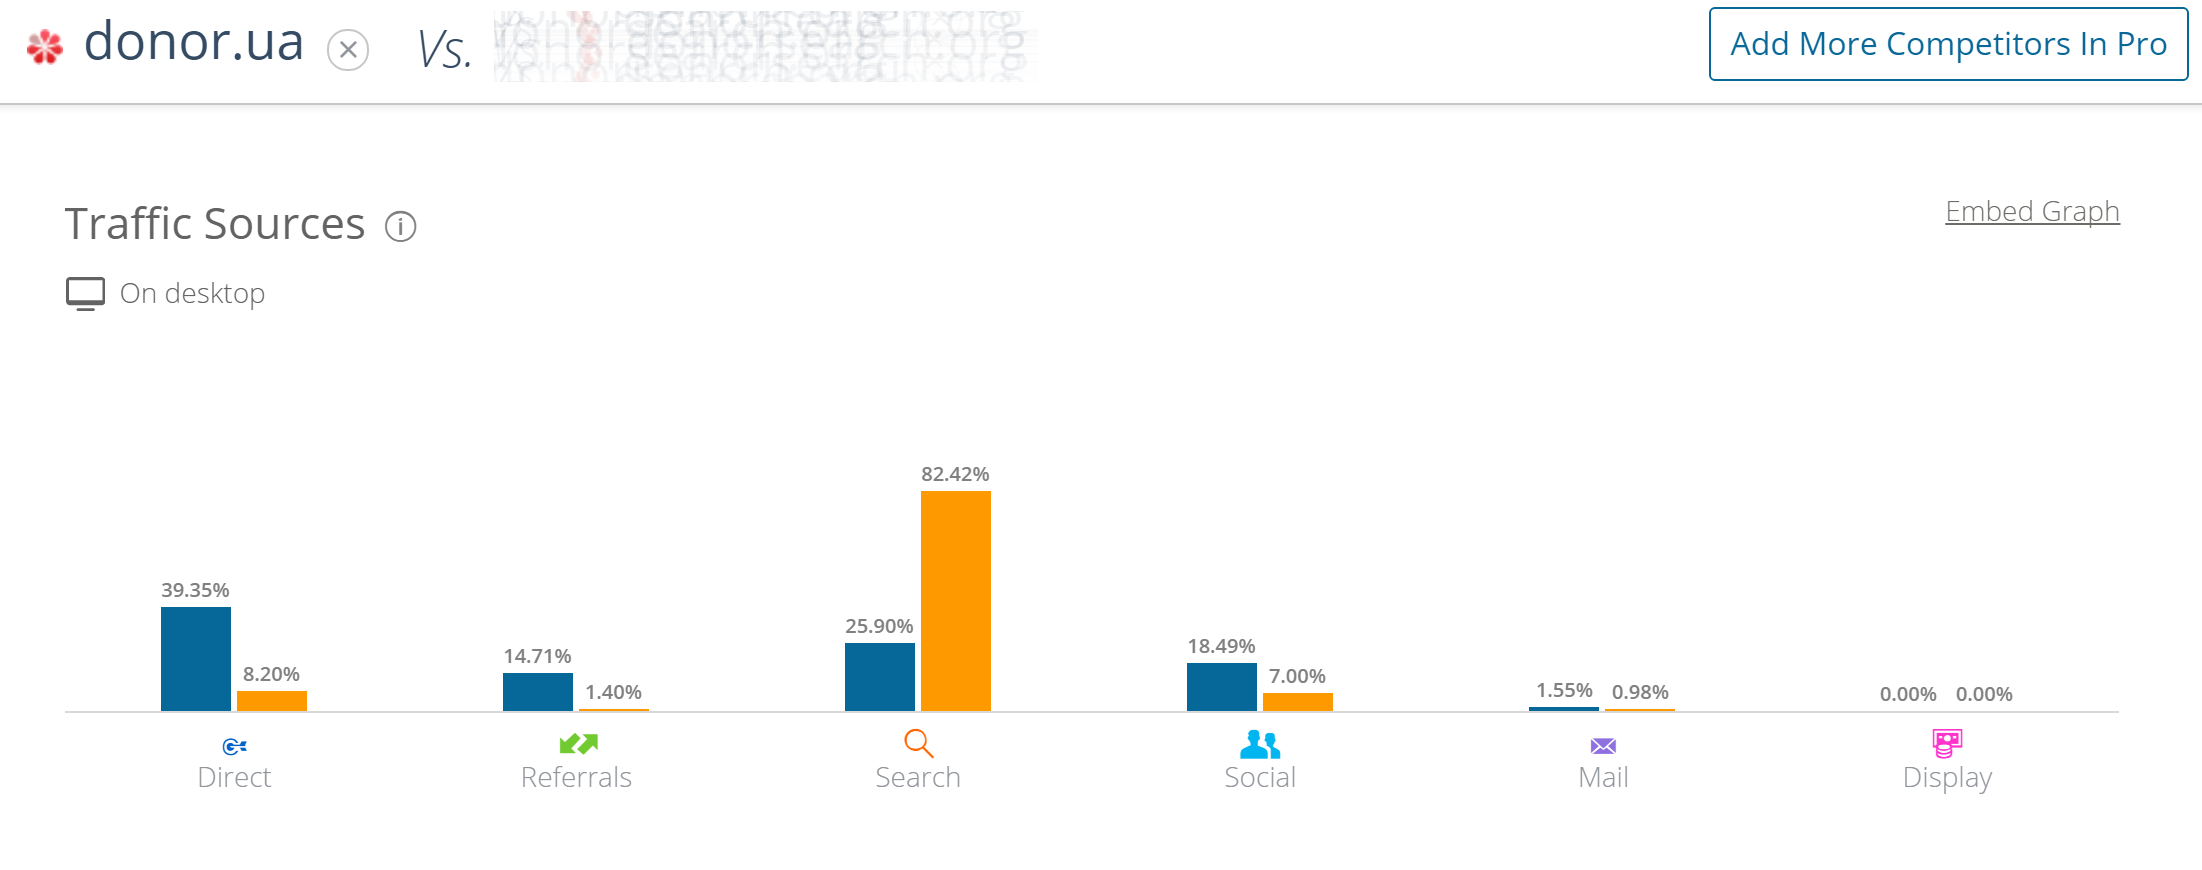 donor.ua Vs. Add More Competitors In Pro
Traffic Sources
Embed Graph
On desktop
39.35% 8.20% 14.71% 1.40% 25.90% 82.42% 18.49% 7.00% 1.55% 0.98% 0.00% 0.00%
Direct Referrals Search Social Mail Display